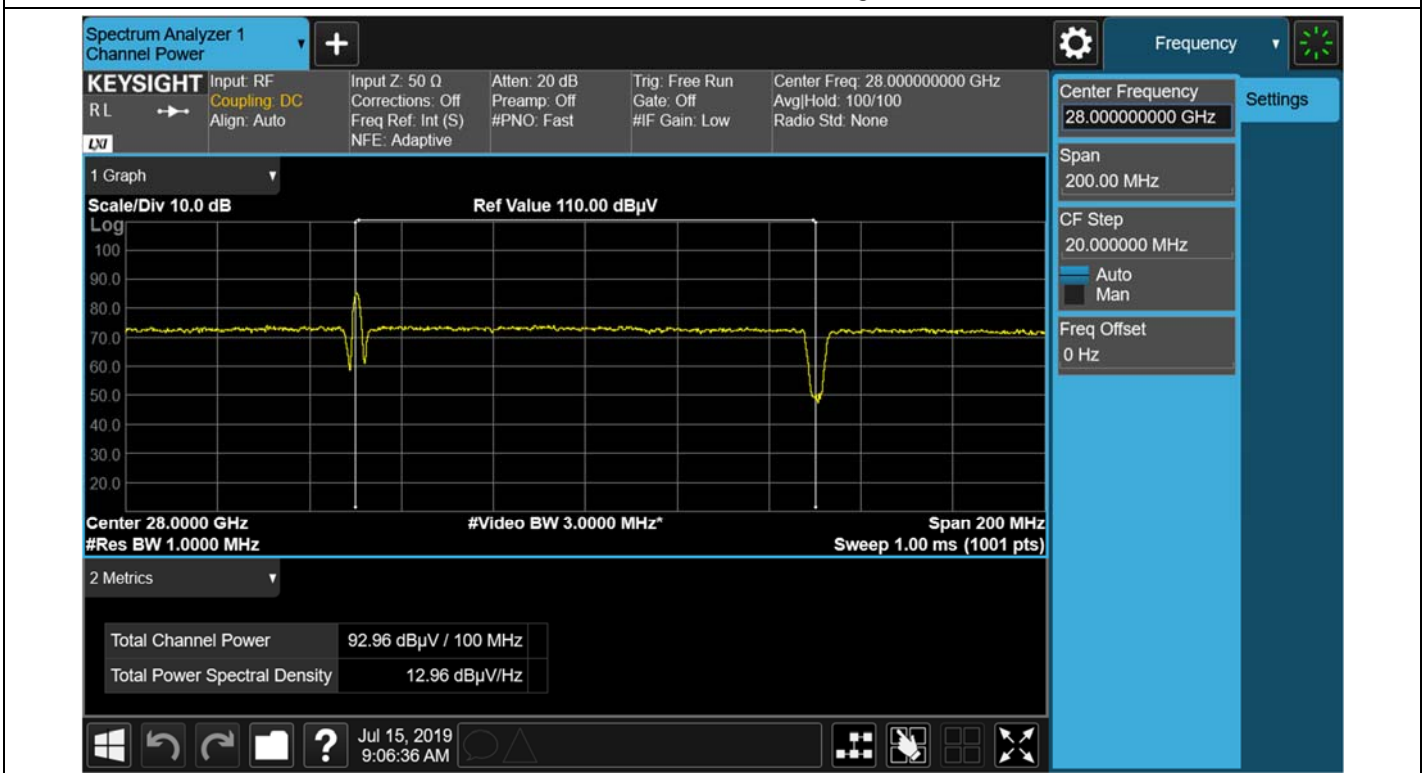 Spectrum Analyzer 1
Channel Power
+
Frequency
KEYSIGHT
R L
LXI
Input: RF
Coupling: DC
Align: Auto
Input Z: 50 Ω
Corrections: Off
Freq Ref: Int (S)
NFE: Adaptive
Atten: 20 dB
Preamp: Off
#PNO: Fast
Trig: Free Run
Gate: Off
#IF Gain: Low
Center Freq: 28.000000000 GHz
Avg|Hold: 100/100
Radio Std: None
Center Frequency
28.000000000 GHz
Settings
Span
200.00 MHz
CF Step
20.000000 MHz
Auto
Man
Freq Offset
0 Hz
1 Graph
Scale/Div 10.0 dB
Ref Value 110.00 dBµV
Log
100
90.0
80.0
70.0
60.0
50.0
40.0
30.0
20.0
Center 28.0000 GHz
#Video BW 3.0000 MHz*
Span 200 MHz
#Res BW 1.0000 MHz
Sweep 1.00 ms (1001 pts)
2 Metrics
Total Channel Power 92.96 dBµV / 100 MHz
Total Power Spectral Density 12.96 dBµV/Hz
?
Jul 15, 2019
9:06:36 AM